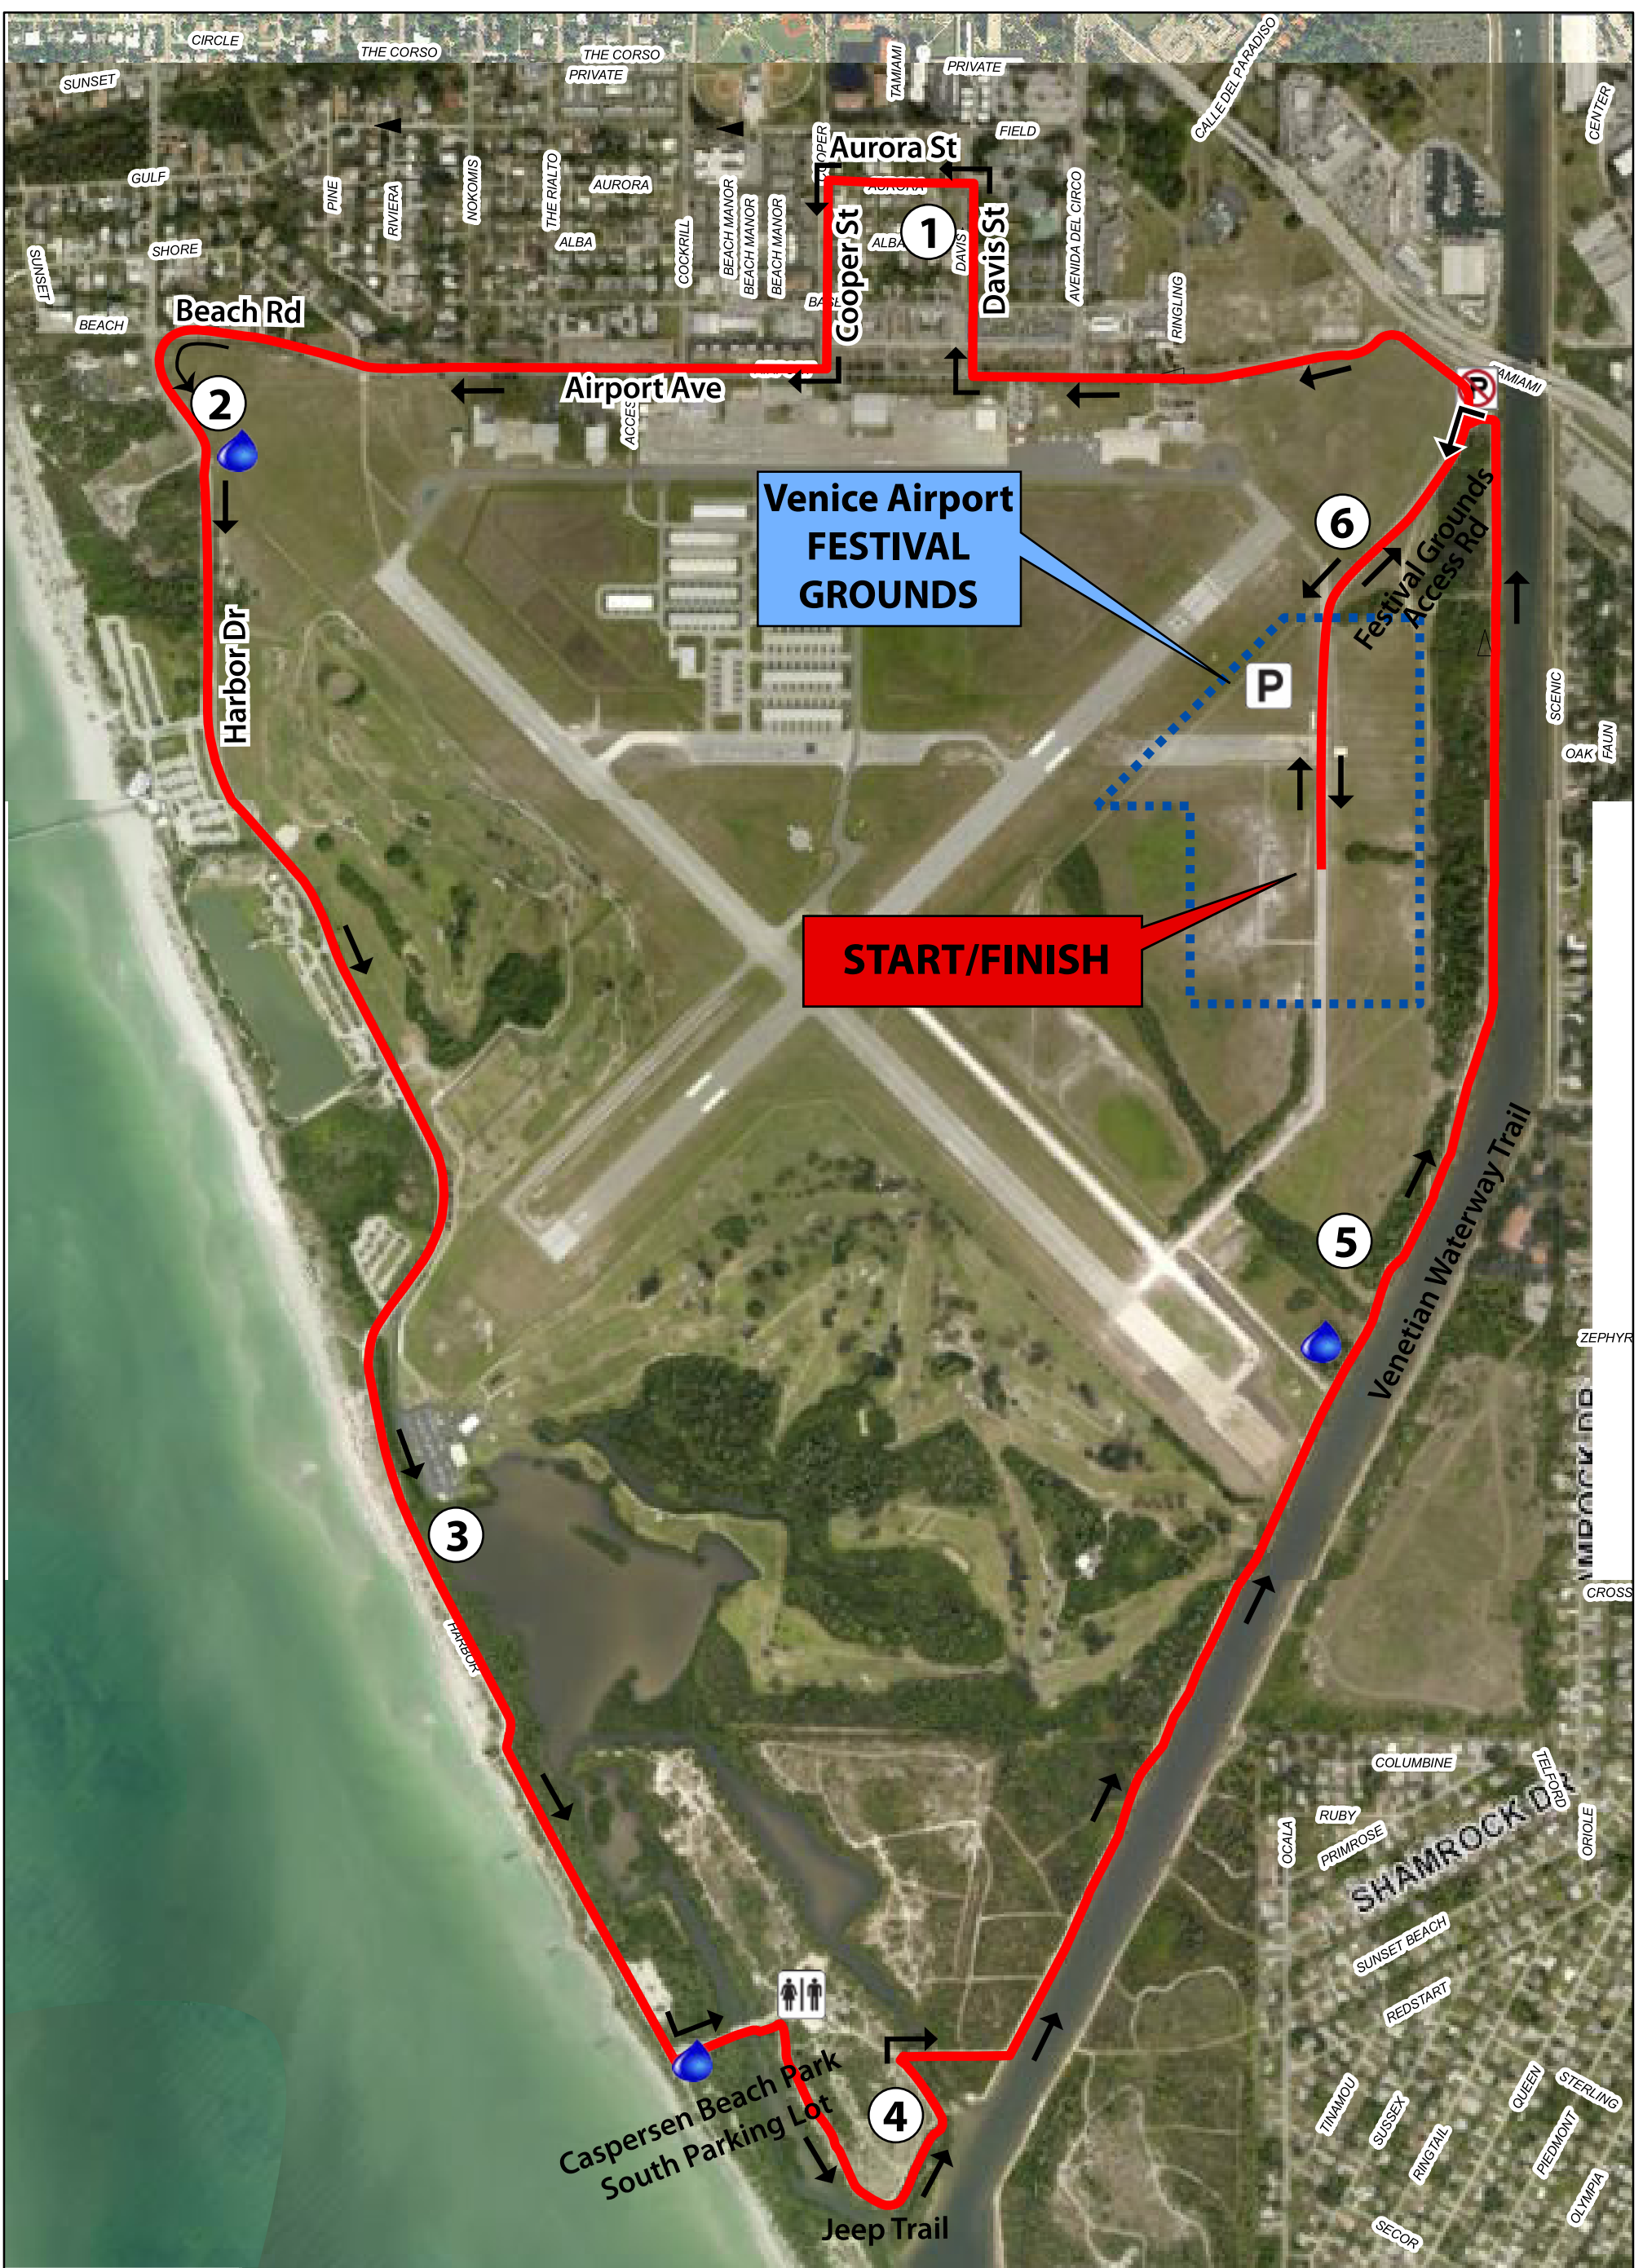 CIRCLE
THE CORSO
THE CORSO
PRIVATE
SUNSET
TAMIAMI
PRIVATE
CALLE DEL PARADISO
CENTER
FIELD
Aurora St
GULF
PINE
RIVIERA
NOKOMIS
THE RIALTO
AURORA
BEACH MANOR
BEACH MANOR
BEACH MANOR
COCKRILL
AURORA
1
Cooper St
ALBA
DAVIS
Davis St
AVENIDA DEL CIRCO
RINGLING
SUNSET
SHORE
ALBA
BEACH
Beach Rd
Airport Ave
P
2
Venice Airport
FESTIVAL
GROUNDS
6
Festival Grounds
Access Rd
Harbor Dr
P
SCENIC
OAK
FAUN
START/FINISH
Venetian Waterway Trail
5
ZEPHYR
3
HARBOR
CROSS
COLUMBINE
TELFORD
RUBY
PRIMROSE
OCALA
ORIOLE
SHAMROCK DR
SUNSET BEACH
REDSTART
Caspersen Beach Park
South Parking Lot
4
TINAMOU
SUSSEX
RINGTAIL
QUEEN
STERLING
PIEDMONT
OLYMPIA
SECOR
Jeep Trail